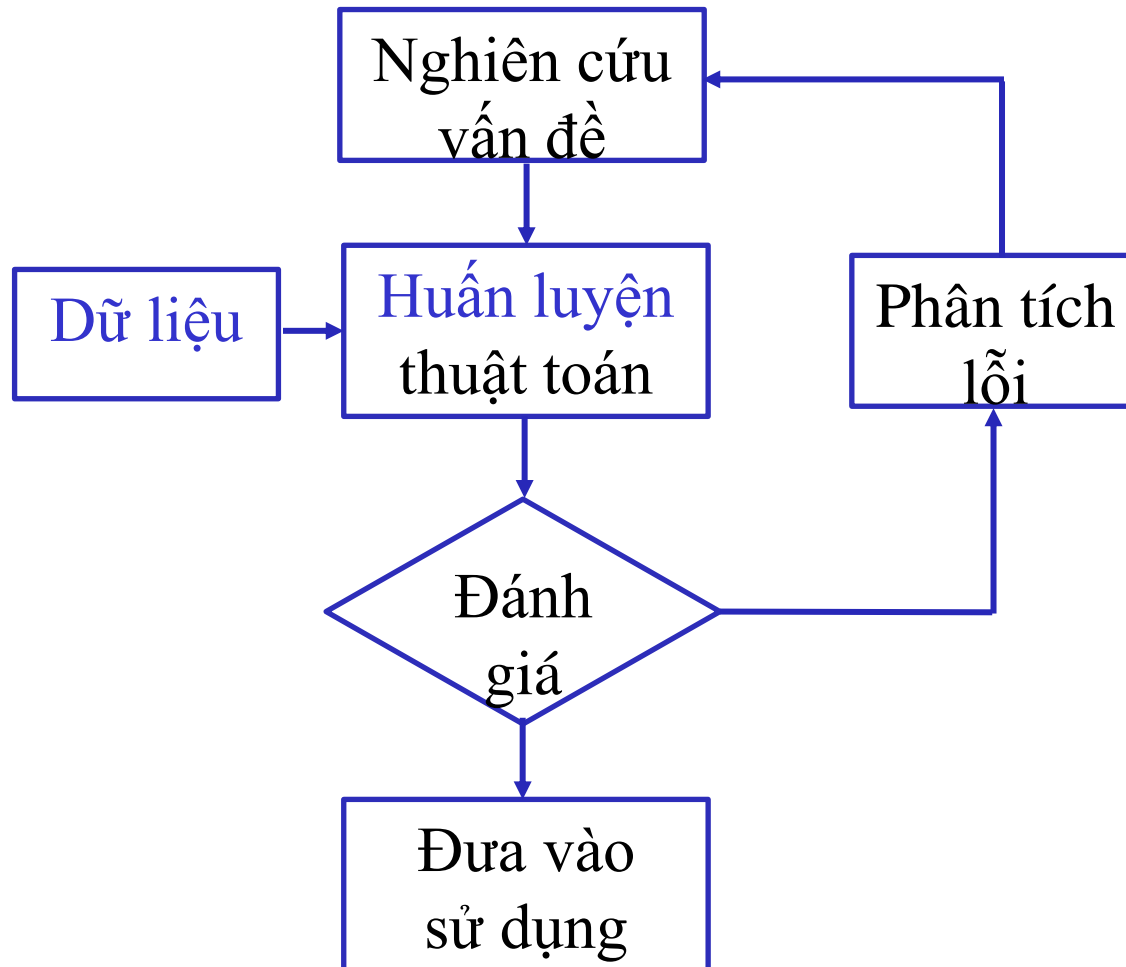 Nghiên cứu
vấn đề
Dữ liệu
Huấn luyện
thuật toán
Phân tích
lỗi
Đánh
giá
Đưa vào
sử dụng